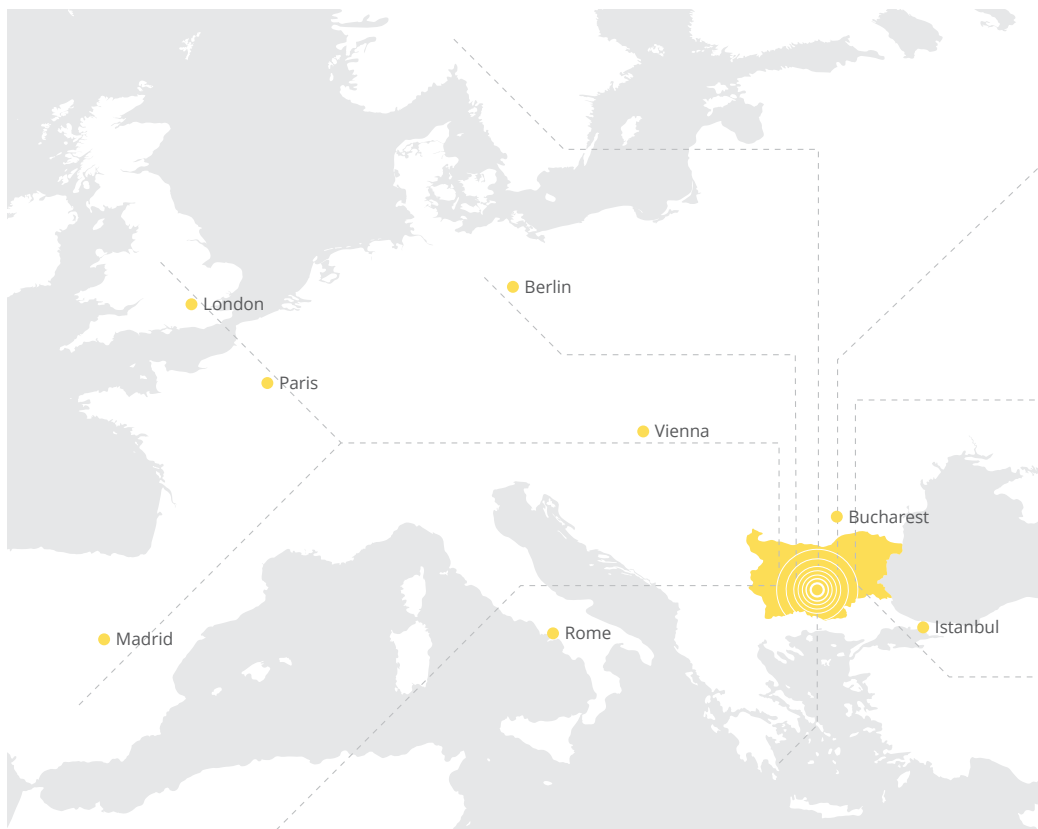 Berlin
London
Paris
Vienna
Bucharest
Istanbul
Rome
Madrid